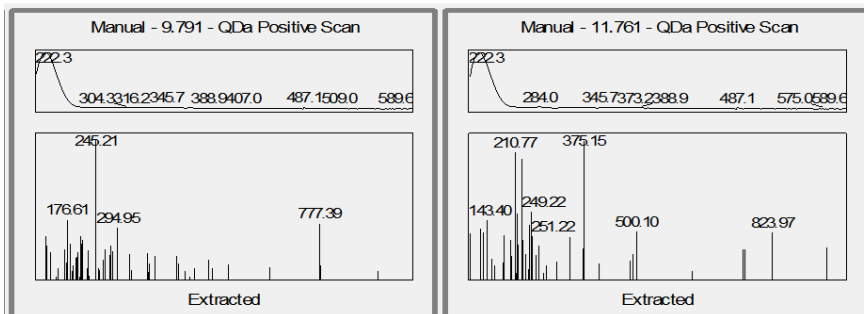 Manual - 9.791 - QDa Positive Scan
222.3
304.3 316.2 345.7 388.9 407.0 487.1 509.0 589.6
245.21
176.61
294.95
777.39
Extracted
Manual - 11.761 - QDa Positive Scan
222.3
284.0 345.7 373.2 388.9 487.1 575.0 589.6
210.77 375.15
143.40 249.22
251.22 500.10 823.97
Extracted